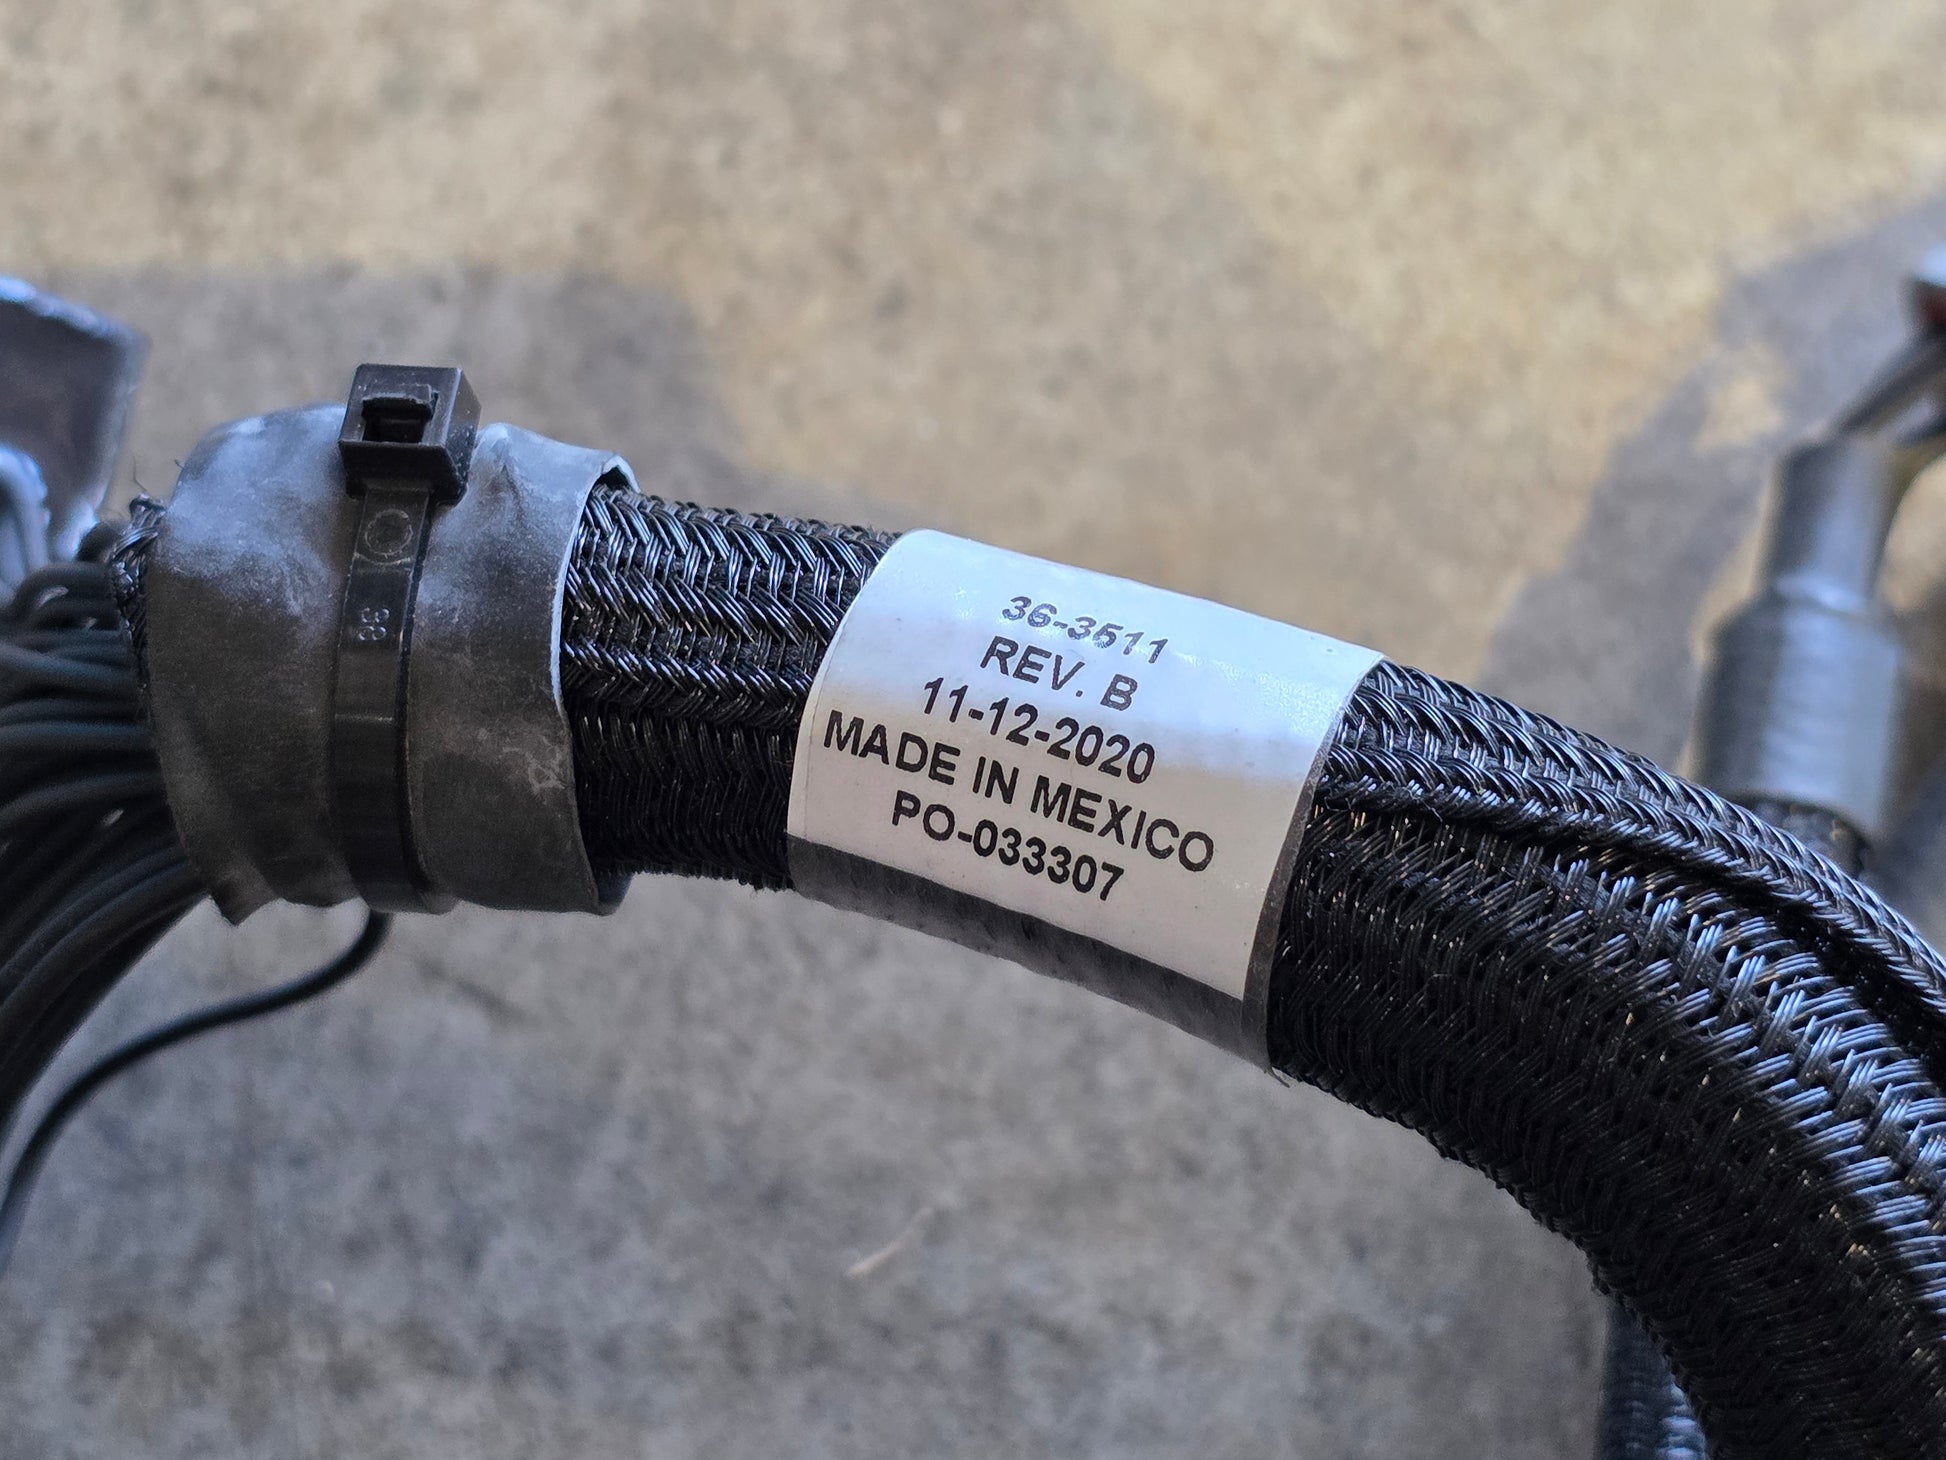 36-3511
REV. B
11-12-2020
MADE IN MEXICO
PO-033307